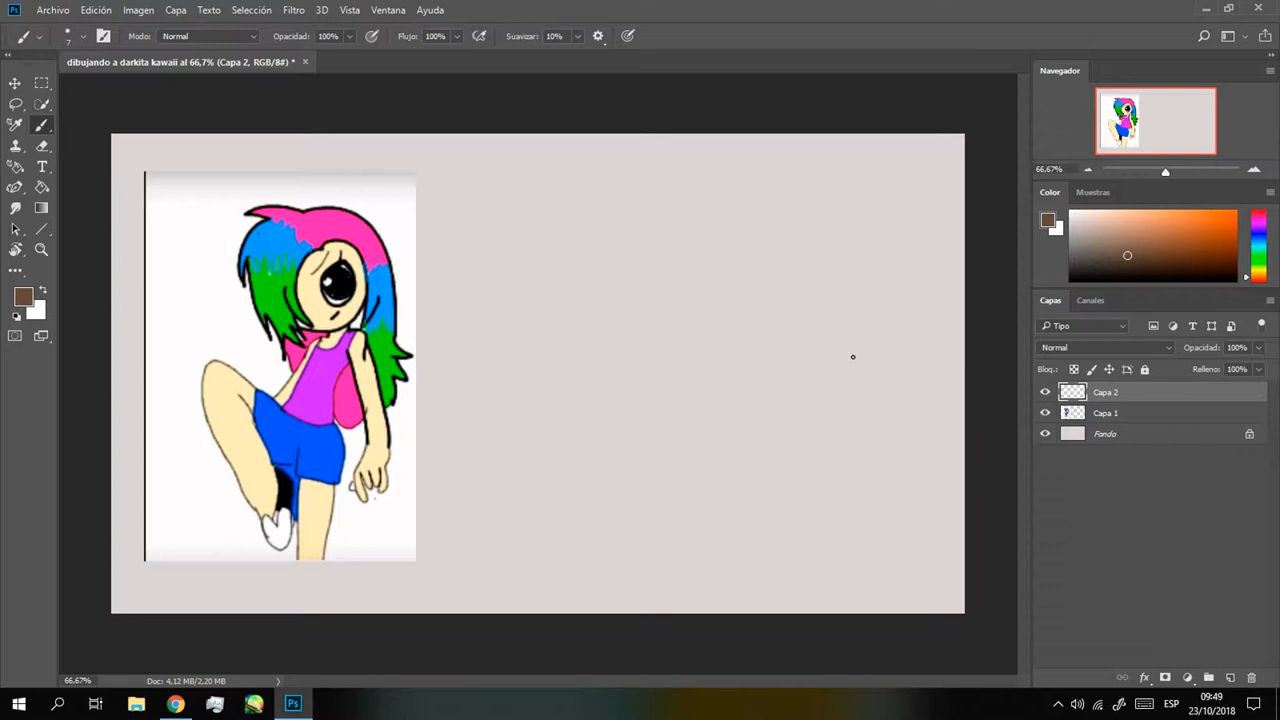 Ps Archivo Edición Imagen Capa Texto Selección Filtro 3D Vista Ventana Ayuda
7 Modo: Normal Opacidad: 100% Flujo: 100% Suavizar: 10%
dibujando a darkita kawaii al 66,7% (Capa 2, RGB/8#) * ×
Navegador
66,67%
Color Muestras
Capas Canales
Tipo
Normal Opacidad: 100%
Bloq.: Relleno: 100%
Capa 2
Capa 1
Fondo
66,67% Doc: 4,12 MB/2,20 MB
Ps ESP 09:49
23/10/2018